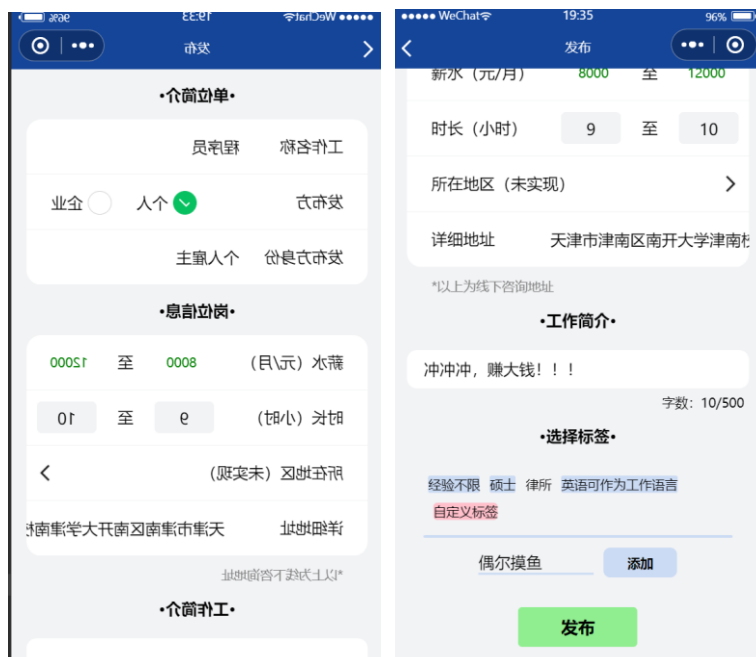 ●●●●● WeChat 19:33 96%
发布
·单位简介·
工作名称 程序员
发布方 个人 企业
发布方身份 个人雇主
·岗位信息·
薪水（元/月） 8000 至 12000
时长（小时） 9 至 10
所在地区（未实现）
详细地址 天津市津南区南开大学津南校
*以上为线下咨询地址
·工作简介·
●●●●● WeChat 19:35 96%
发布
薪水（元/月） 8000 至 12000
时长（小时） 9 至 10
所在地区（未实现）
详细地址 天津市津南区南开大学津南校
*以上为线下咨询地址
·工作简介·
冲冲冲，赚大钱！！！
字数：10/500
·选择标签·
经验不限 硕士 律所 英语可作为工作语言
自定义标签
偶尔摸鱼 添加
发布